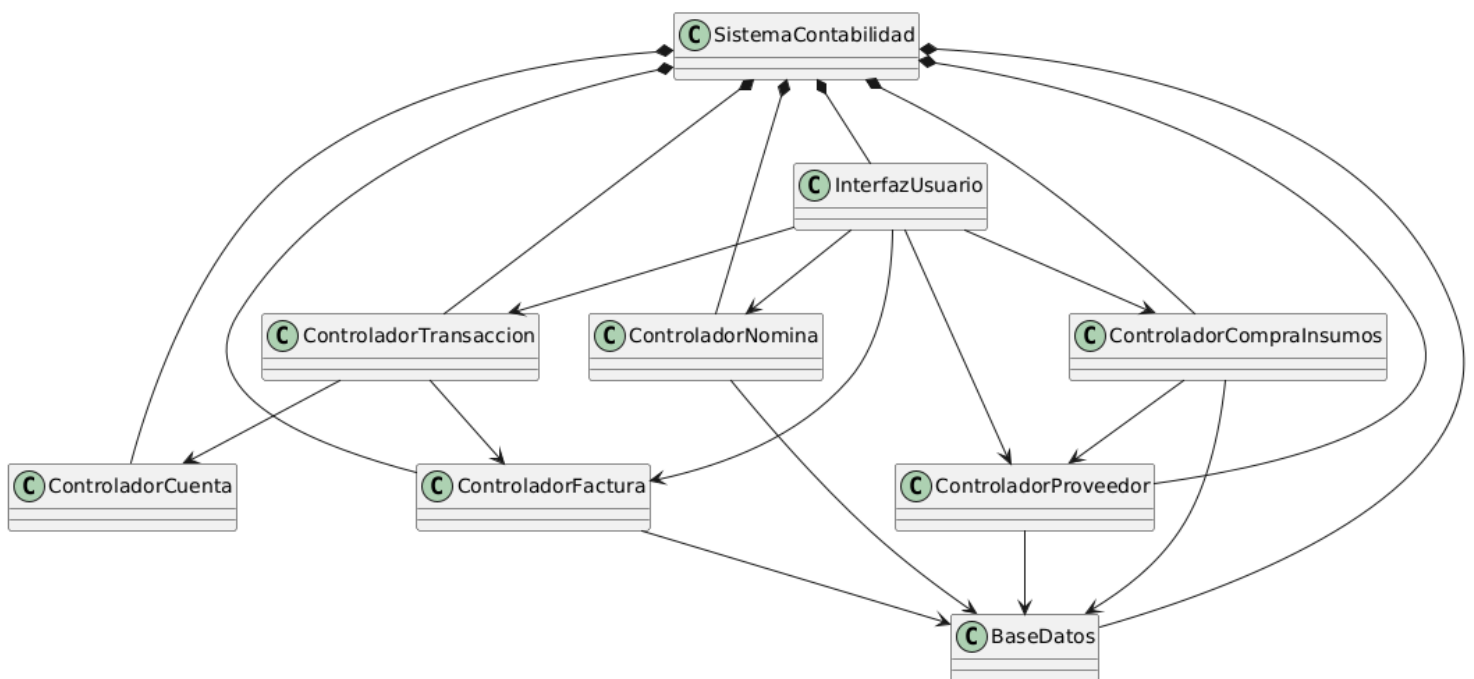 C SistemaContabilidad
C InterfazUsuario
C ControladorTransaccion
C ControladorNomina
C ControladorCompraInsumos
C ControladorCuenta
C ControladorFactura
C ControladorProveedor
C BaseDatos